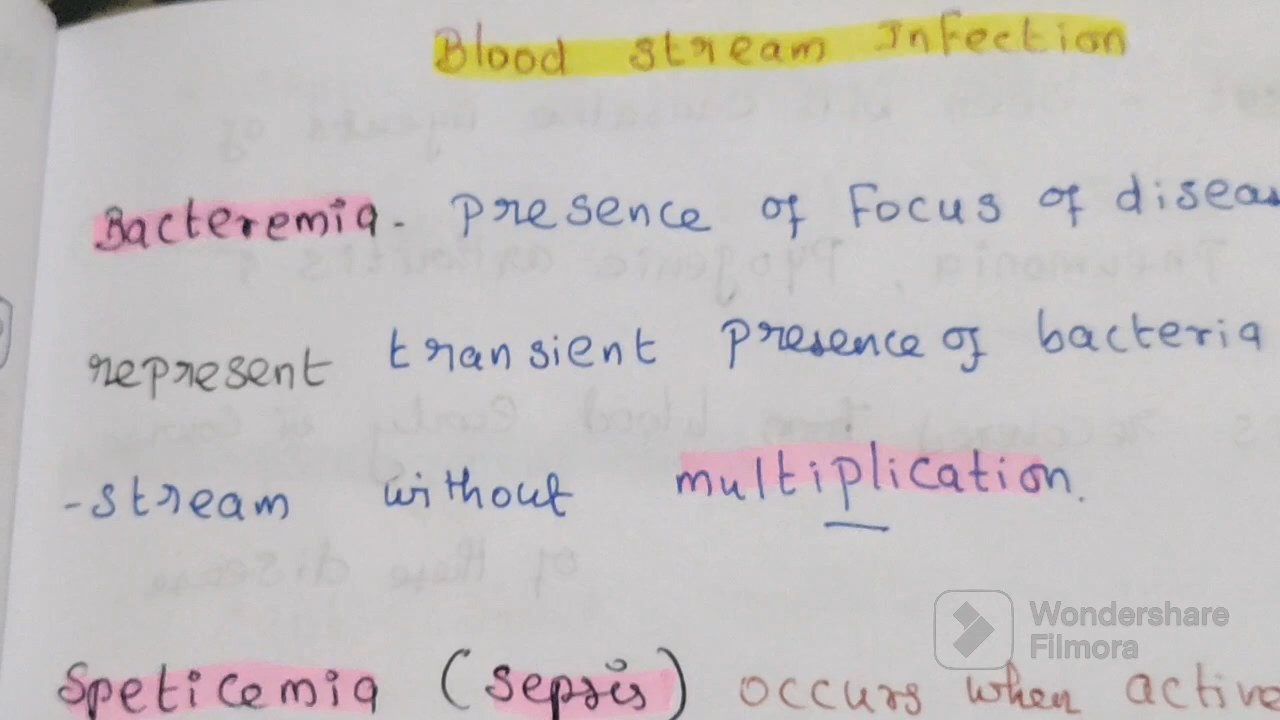 Blood stream Infection
Bacteremia - Presence of Focus of diseas
represent transient presence of bacteria
-stream without multiplication.
Wondershare
Filmora
Speticemia (sepsis) occurs when active